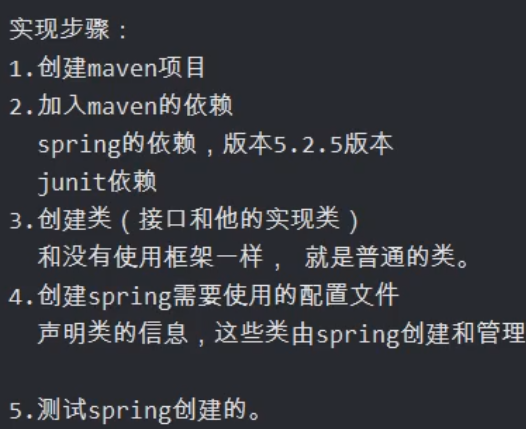 实现步骤：
1.创建maven项目
2.加入maven的依赖
spring的依赖，版本5.2.5版本
junit依赖
3.创建类（接口和他的实现类）
和没有使用框架一样， 就是普通的类。
4.创建spring需要使用的配置文件
声明类的信息，这些类由spring创建和管理
5.测试spring创建的。